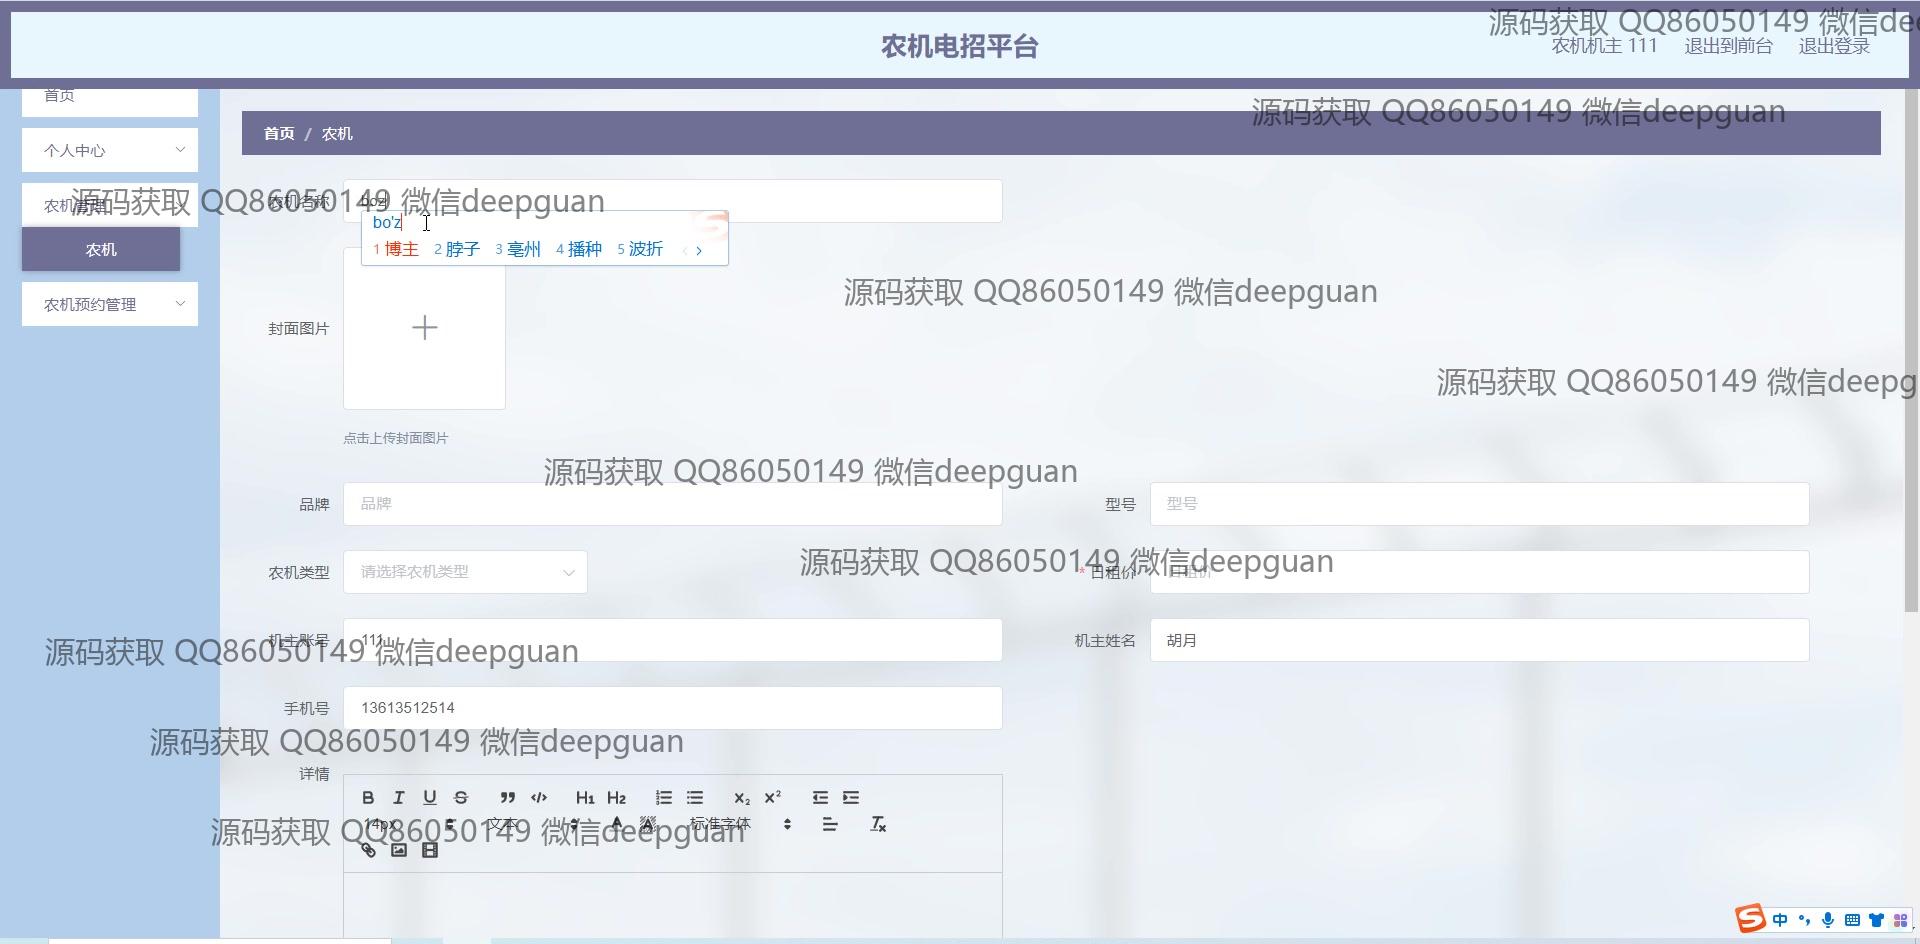 源码获取 QQ86050149 微信dee
农机电招平台
农机机主 111 退出到前台 退出登录
首页
源码获取 QQ86050149 微信deepguan
首页 / 农机
个人中心
源码获取 QQ86050149 微信deepguan
农机管理
农机名称
boz
bo'z
1 博主 2 脖子 3 亳州 4 播种 5 波折
农机
源码获取 QQ86050149 微信deepguan
农机预约管理
封面图片
源码获取 QQ86050149 微信deepg
点击上传封面图片
源码获取 QQ86050149 微信deepguan
品牌 品牌 型号 型号
源码获取 QQ86050149 微信deepguan
农机类型 请选择农机类型 * 日租价 日租价
机主账号 111 机主姓名 胡月
源码获取 QQ86050149 微信deepguan
手机号 13613512514
源码获取 QQ86050149 微信deepguan
详情
B I U S H1 H2 X2 X2
14px 文本 A A 标准字体 Tx
源码获取 QQ86050149 微信deepguan
S 中